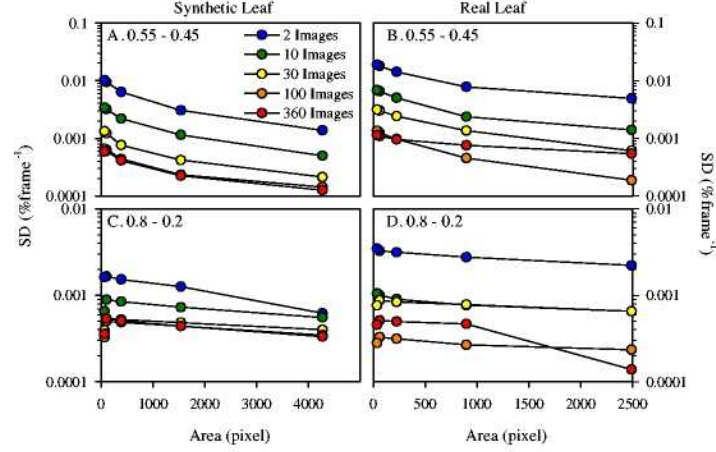 Synthetic Leaf
Real Leaf
0.1
0.1
A. 0.55 - 0.45
2 Images
10 Images
30 Images
100 Images
360 Images
B. 0.55 - 0.45
0.01
0.01
0.001
0.001
0.0001
0.0001
SD (%frame⁻¹)
SD (%frame⁻¹)
0.01
0.01
C. 0.8 - 0.2
D. 0.8 - 0.2
0.001
0.001
0.0001
0.0001
0 1000 2000 3000 4000
0 500 1000 1500 2000 2500
Area (pixel)
Area (pixel)